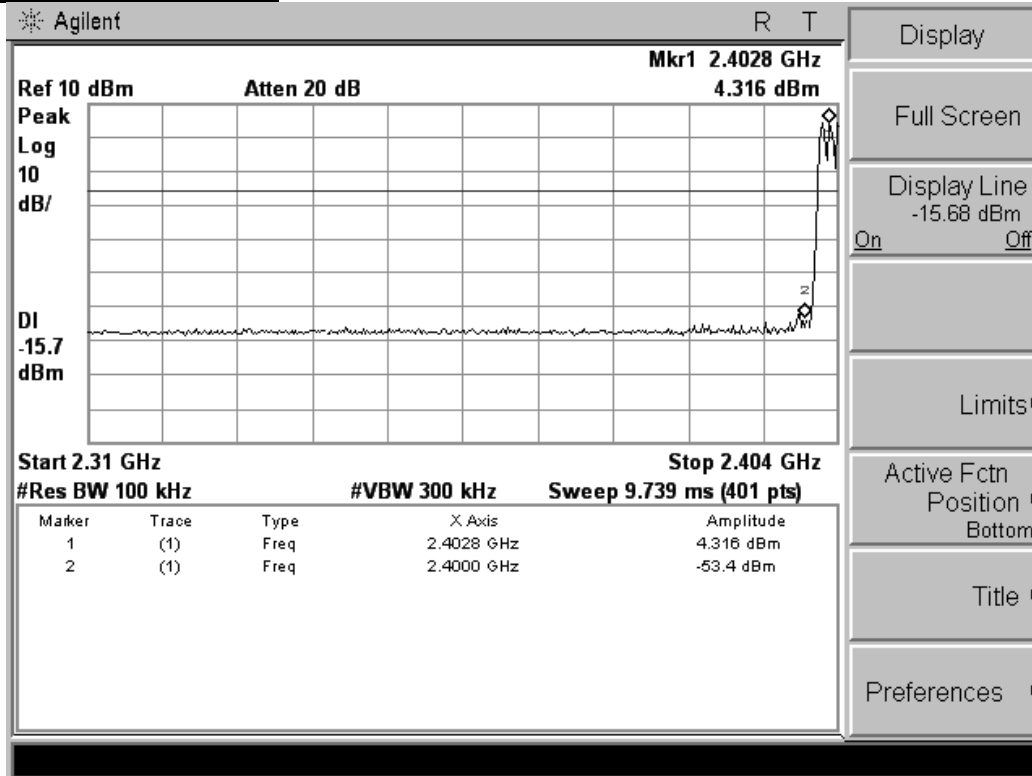 Agilent R T
Mkr1 2.4028 GHz
Ref 10 dBm Atten 20 dB 4.316 dBm
Peak
Log
10
dB/
DI
-15.7
dBm
2
Start 2.31 GHz Stop 2.404 GHz
#Res BW 100 kHz #VBW 300 kHz Sweep 9.739 ms (401 pts)
Marker Trace Type X Axis Amplitude
1 (1) Freq 2.4028 GHz 4.316 dBm
2 (1) Freq 2.4000 GHz -53.4 dBm
Display
Full Screen
Display Line
-15.68 dBm
On Off
Limits
Active Fctn
Position
Bottom
Title
Preferences